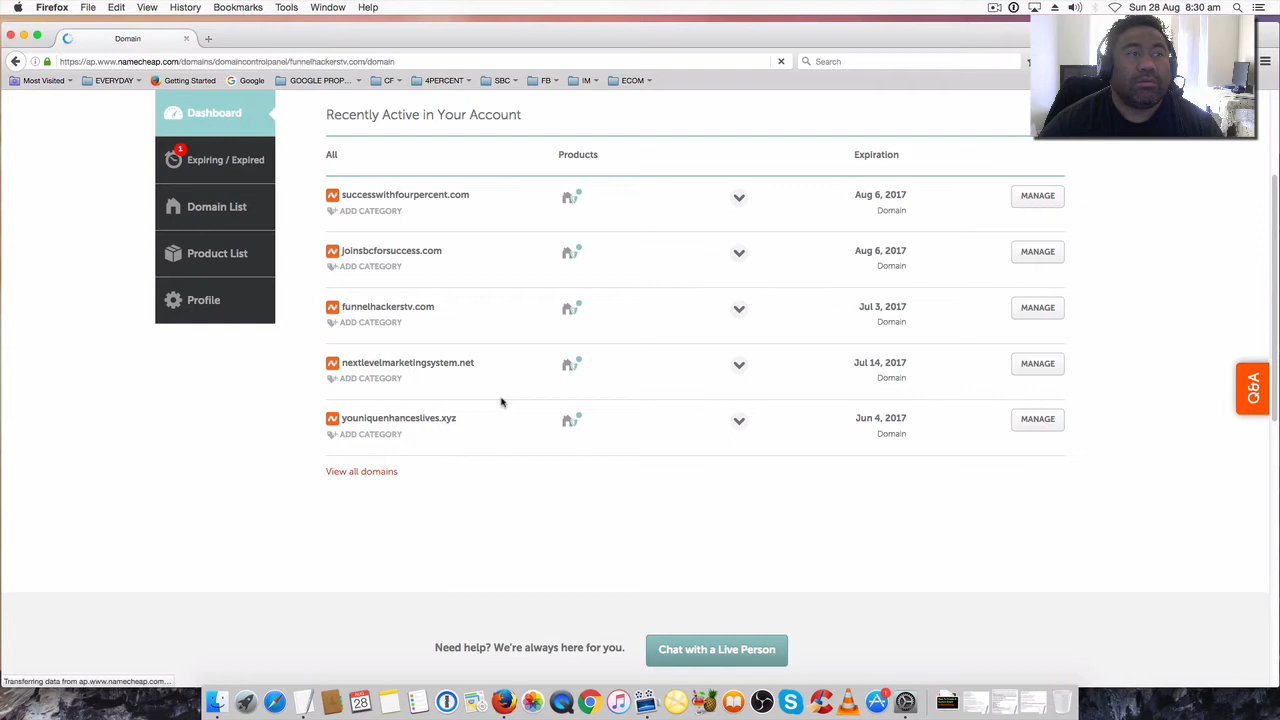 Firefox File Edit View History Bookmarks Tools Window Help Sun 28 Aug 8:30 am
Domain
https://ap.www.namecheap.com/domains/domaincontrolpanel/funnelhackerstv.com/domain Search
Most Visited EVERYDAY Getting Started Google GOOGLE PROP... CF 4PERCENT SBC FB IM ECOM
Dashboard
1
Expiring / Expired
Domain List
Product List
Profile
Recently Active in Your Account
All Products Expiration
successwithfourpercent.com Aug 6, 2017 MANAGE
ADD CATEGORY Domain
joinsbcforsuccess.com Aug 6, 2017 MANAGE
ADD CATEGORY Domain
funnelhackerstv.com Jul 3, 2017 MANAGE
ADD CATEGORY Domain
nextlevelmarketingsystem.net Jul 14, 2017 MANAGE
ADD CATEGORY Domain
youniquenhanceslives.xyz Jun 4, 2017 MANAGE
ADD CATEGORY Domain
View all domains
Q&A
Need help? We're always here for you. Chat with a Live Person
Transferring data from ap.www.namecheap.com...
AUG
28
1